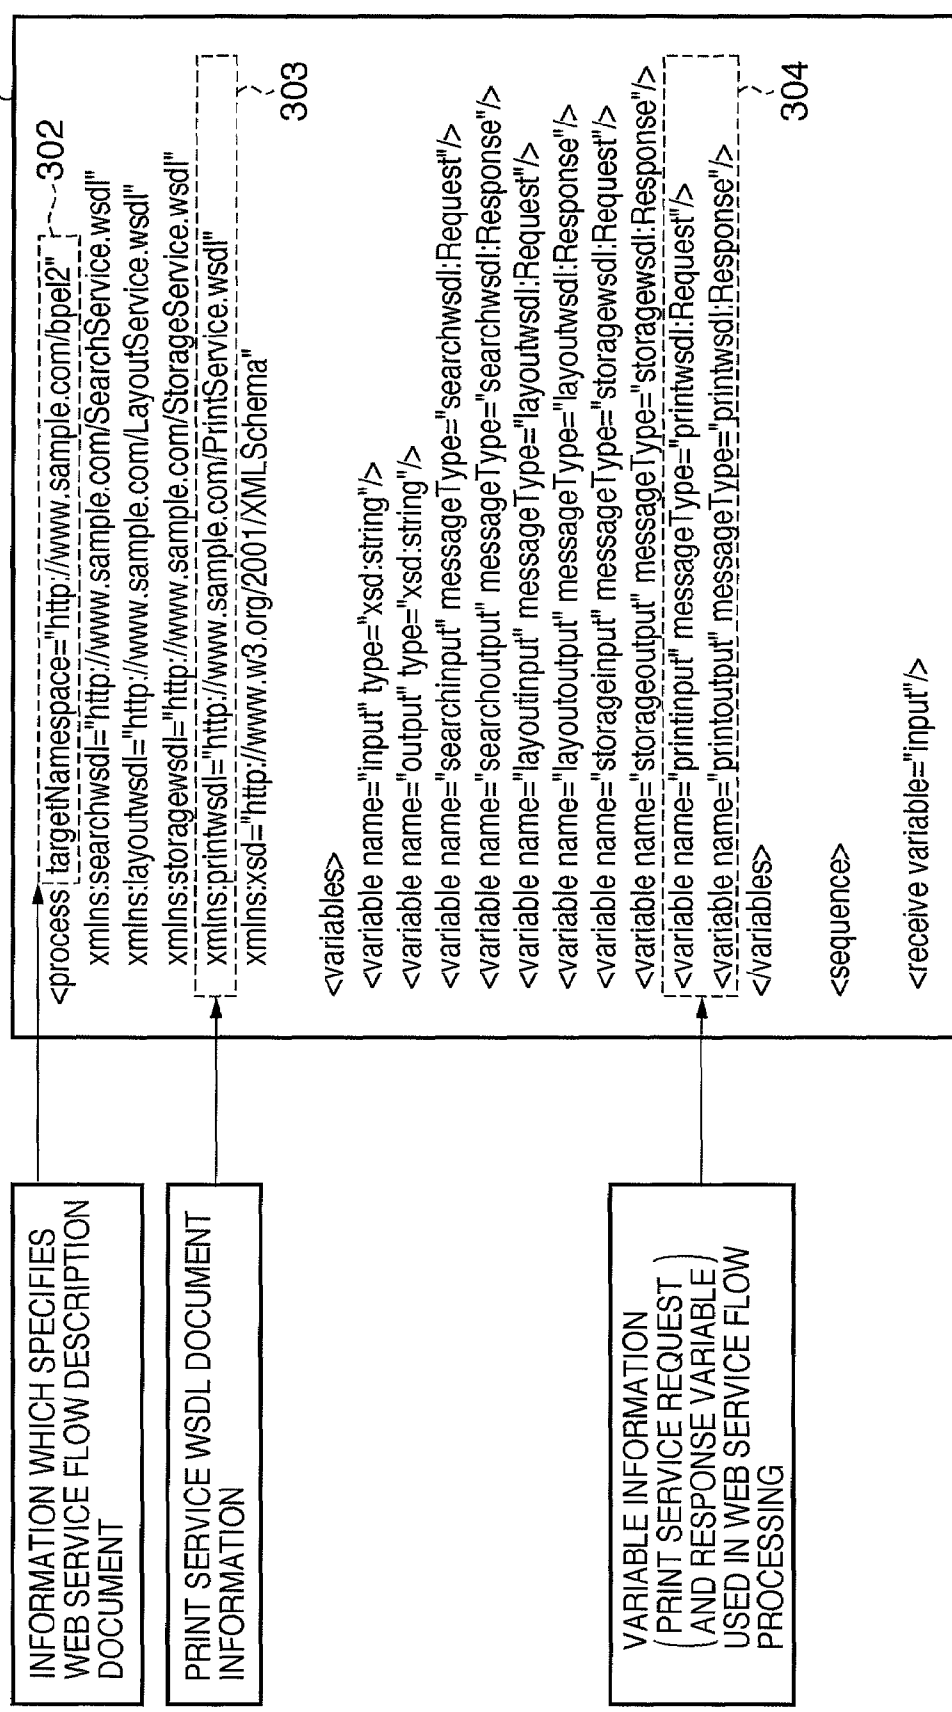 INFORMATION WHICH SPECIFIES
WEB SERVICE FLOW DESCRIPTION
DOCUMENT
PRINT SERVICE WSDL DOCUMENT
INFORMATION
VARIABLE INFORMATION
(PRINT SERVICE REQUEST
AND RESPONSE VARIABLE)
USED IN WEB SERVICE FLOW
PROCESSING
<process targetNamespace="http://www.sample.com/bpel2"
302
xmlns:searchwsdl="http://www.sample.com/SearchService.wsdl"
xmlns:layoutwsdl="http://www.sample.com/LayoutService.wsdl"
xmlns:storagewsdl="http://www.sample.com/StorageService.wsdl"
xmlns:printwsdl="http://www.sample.com/PrintService.wsdl"
303
xmlns:xsd="http://www.w3.org/2001/XMLSchema"
<variables>
<variable name="input" type="xsd:string"/>
<variable name="output" type="xsd:string"/>
<variable name="searchinput" messageType="searchwsdl:Request"/>
<variable name="searchoutput" messageType="searchwsdl:Response"/>
<variable name="layoutinput" messageType="layoutwsdl:Request"/>
<variable name="layoutoutput" messageType="layoutwsdl:Response"/>
<variable name="storageinput" messageType="storagewsdl:Request"/>
<variable name="storageoutput" messageType="storagewsdl:Response"/>
<variable name="printinput" messageType="printwsdl:Request"/>
<variable name="printoutput" messageType="printwsdl:Response"/>
304
</variables>
<sequence>
<receive variable="input"/>